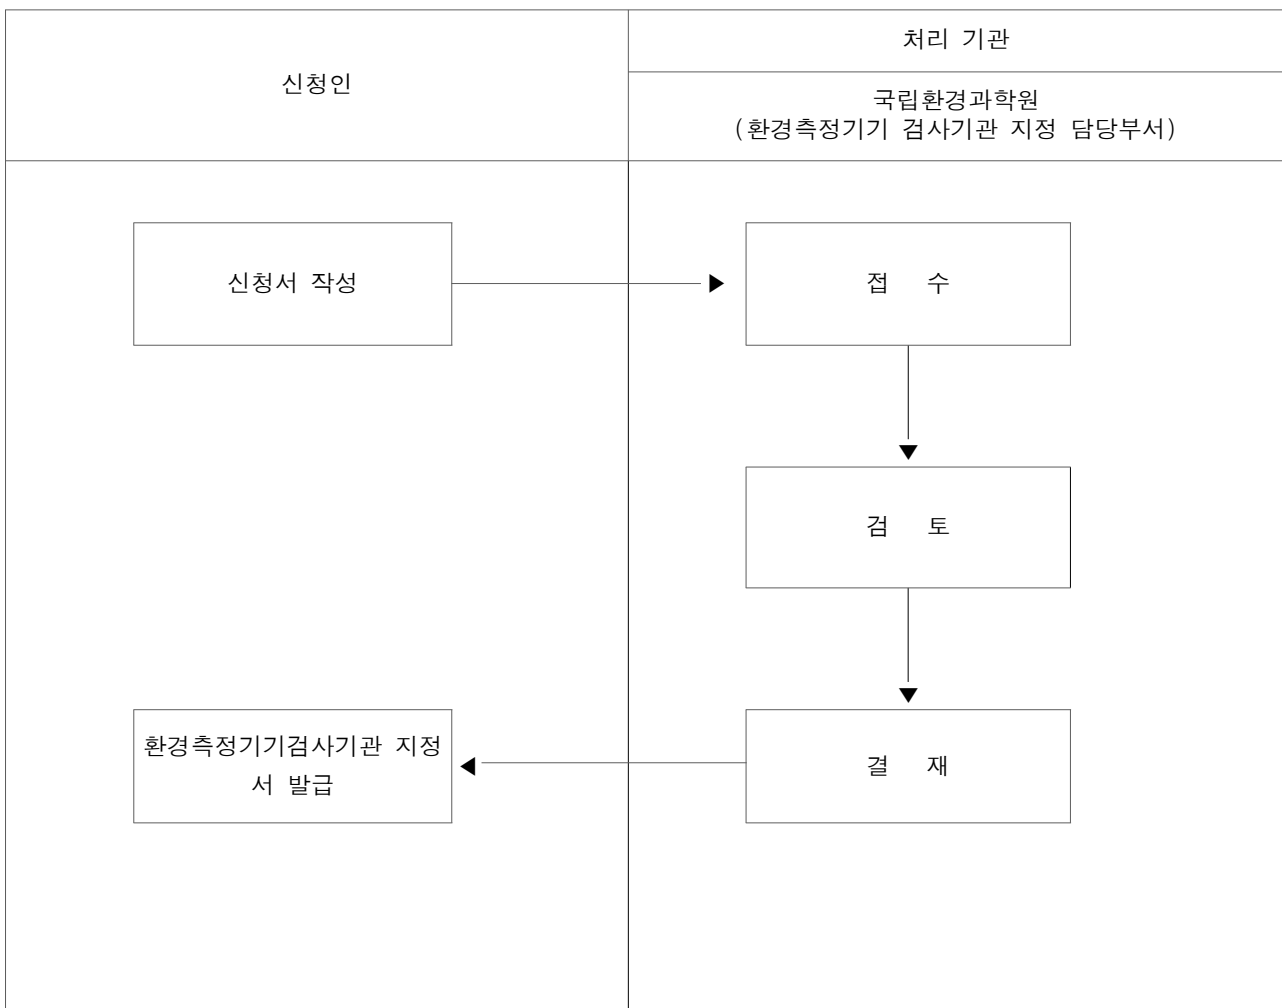 신청인
처리 기관
국립환경과학원
(환경측정기기 검사기관 지정 담당부서)
신청서 작성
접 수
검 토
결 재
환경측정기기검사기관 지정
서 발급